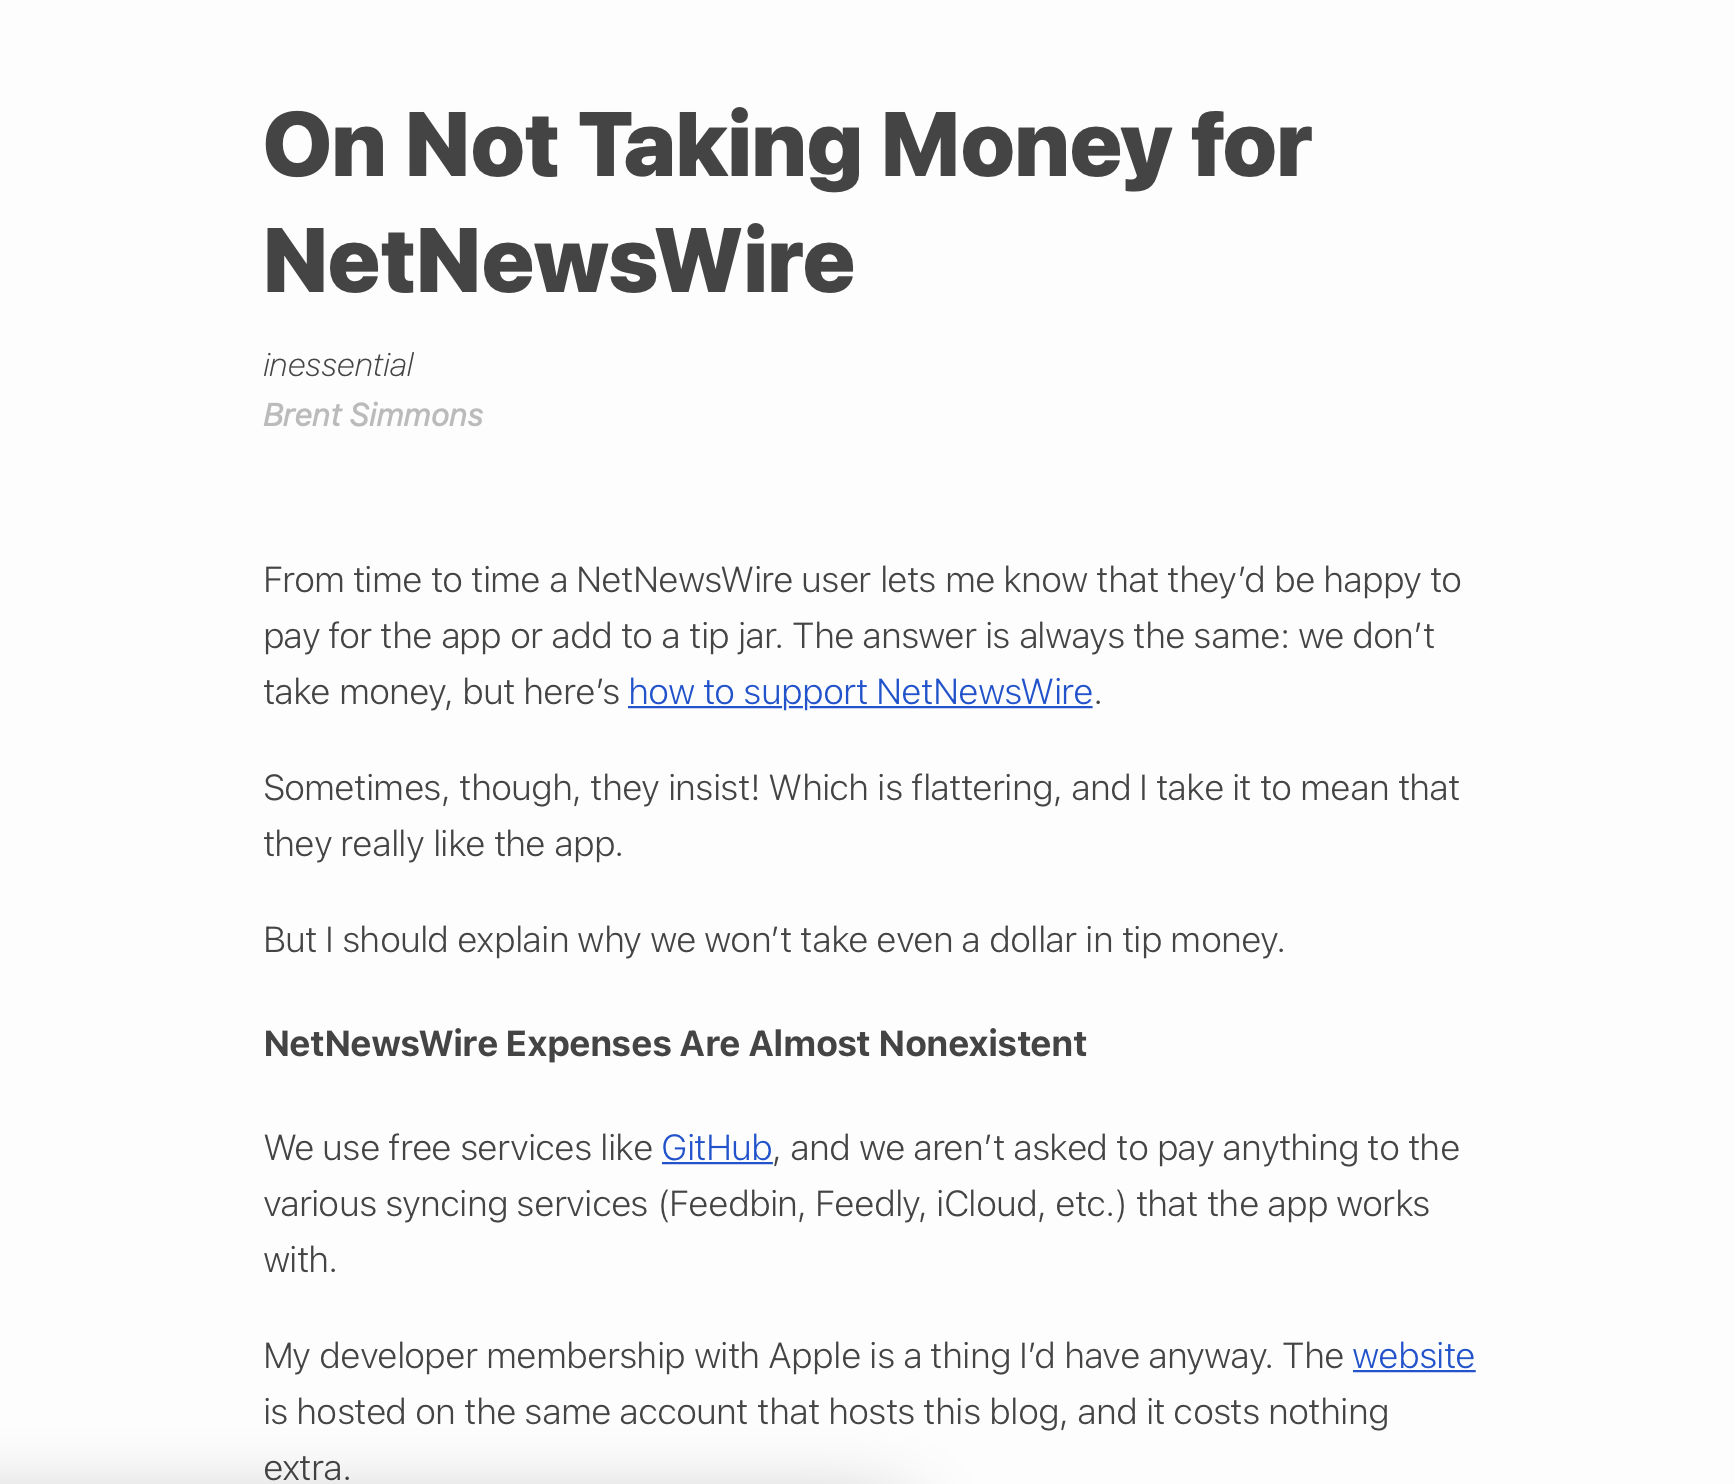 On Not Taking Money for
NetNewsWire
inessential
Brent Simmons
From time to time a NetNewsWire user lets me know that they’d be happy to
pay for the app or add to a tip jar. The answer is always the same: we don’t
take money, but here’s how to support NetNewsWire.
Sometimes, though, they insist! Which is flattering, and I take it to mean that
they really like the app.
But I should explain why we won’t take even a dollar in tip money.
NetNewsWire Expenses Are Almost Nonexistent
We use free services like GitHub, and we aren’t asked to pay anything to the
various syncing services (Feedbin, Feedly, iCloud, etc.) that the app works
with.
My developer membership with Apple is a thing I’d have anyway. The website
is hosted on the same account that hosts this blog, and it costs nothing
extra.